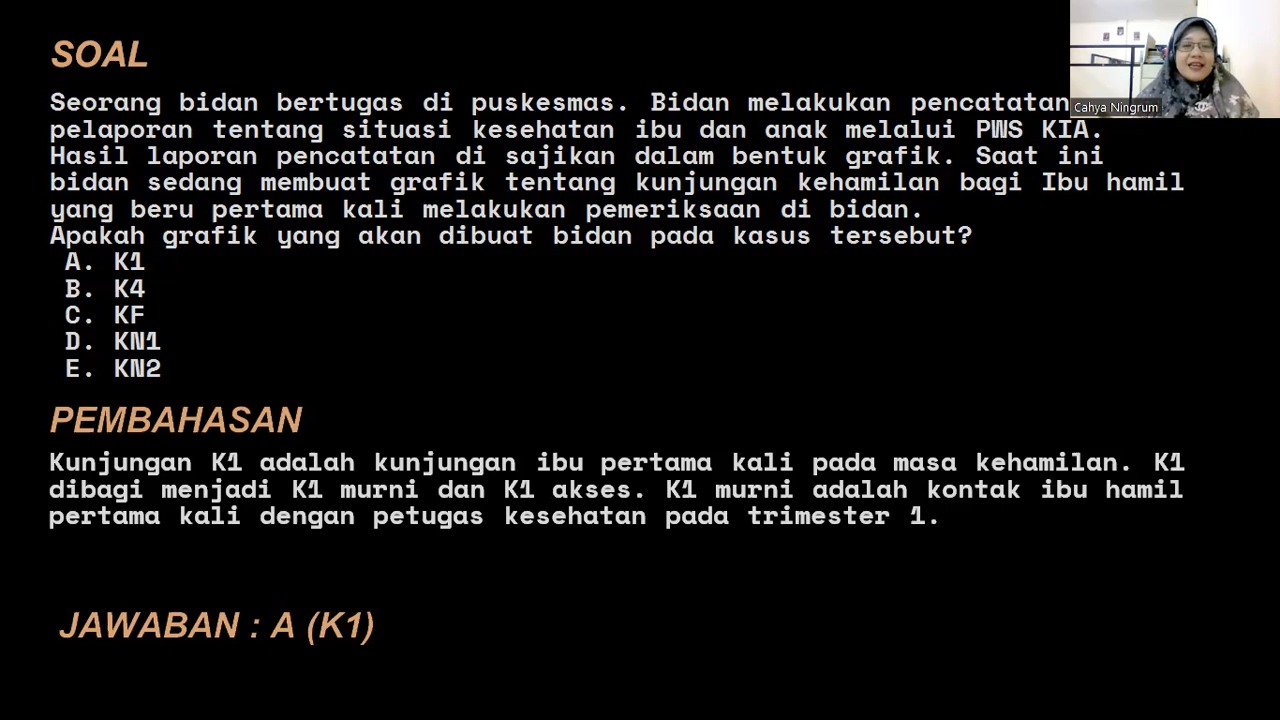 SOAL
Seorang bidan bertugas di puskesmas. Bidan melakukan pencatatan
pelaporan tentang situasi kesehatan ibu dan anak melalui PWS KIA.
Hasil laporan pencatatan di sajikan dalam bentuk grafik. Saat ini
bidan sedang membuat grafik tentang kunjungan kehamilan bagi Ibu hamil
yang beru pertama kali melakukan pemeriksaan di bidan.
Apakah grafik yang akan dibuat bidan pada kasus tersebut?
A. K1
B. K4
C. KF
D. KN1
E. KN2
PEMBAHASAN
Kunjungan K1 adalah kunjungan ibu pertama kali pada masa kehamilan. K1
dibagi menjadi K1 murni dan K1 akses. K1 murni adalah kontak ibu hamil
pertama kali dengan petugas kesehatan pada trimester 1.
JAWABAN : A (K1)
Cahya Ningrum